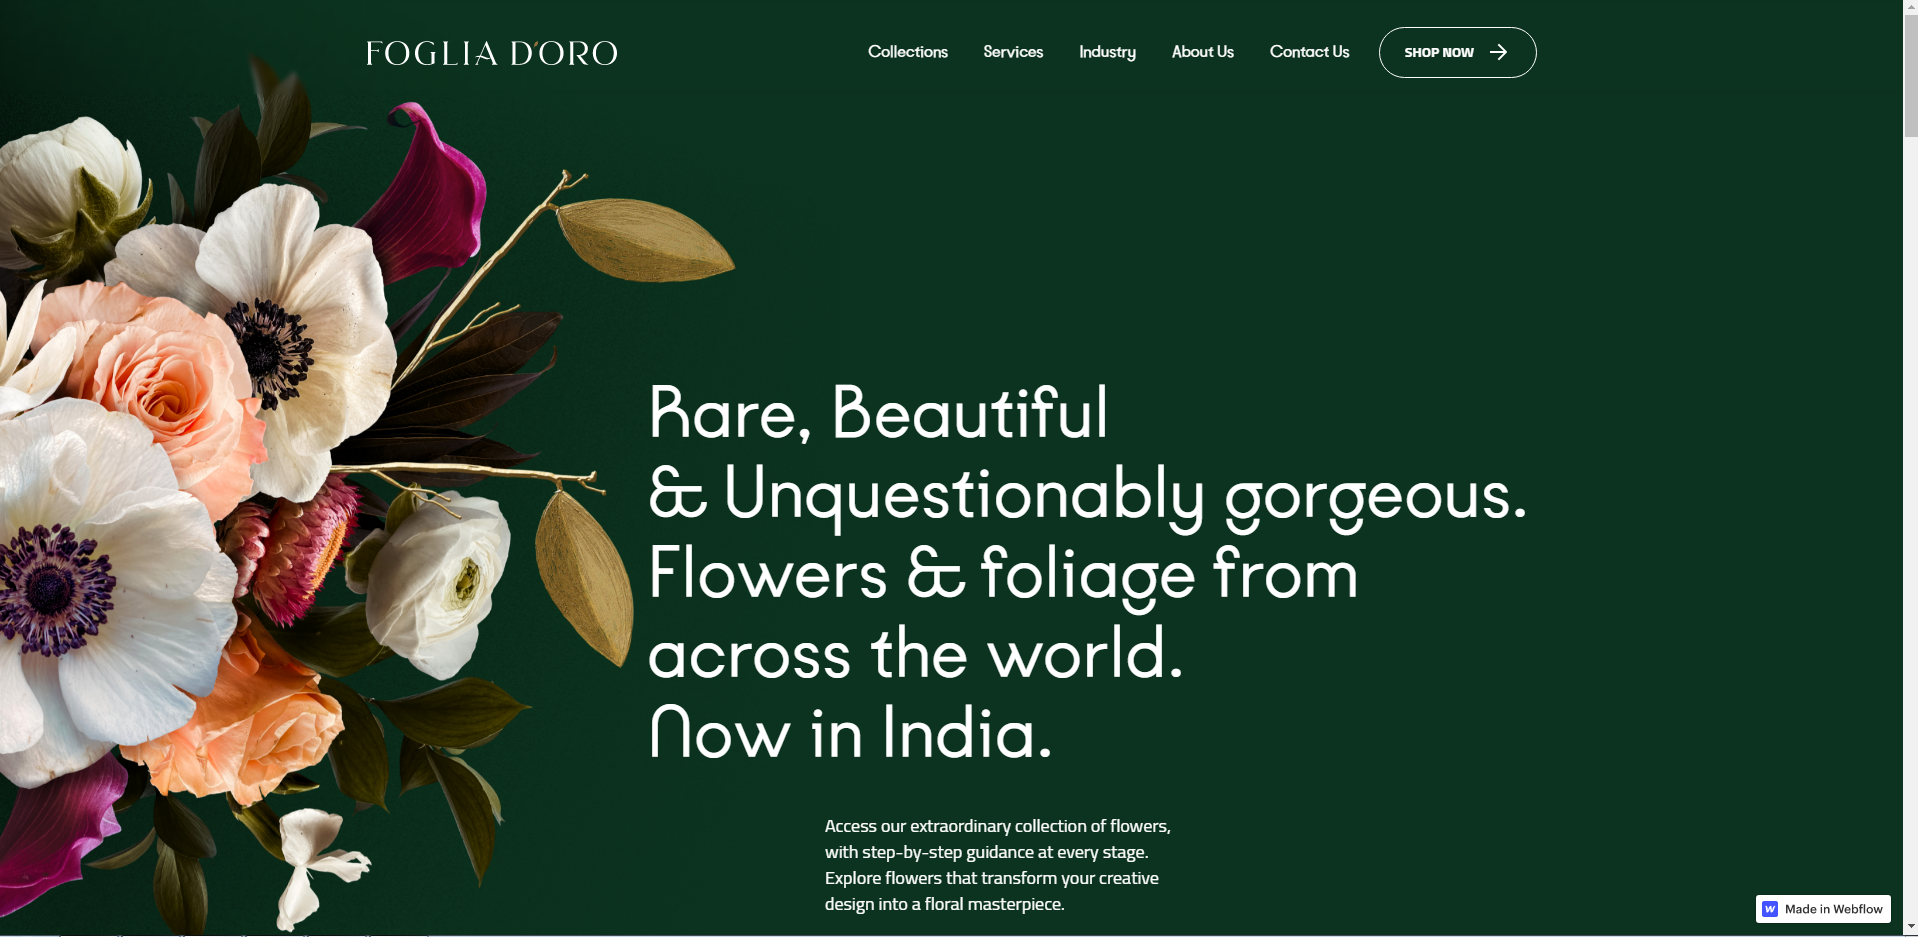 FOGLIA D'ORO
Collections
Services
Industry
About Us
Contact Us
SHOP NOW
Rare, Beautiful
& Unquestionably gorgeous.
Flowers & foliage from
across the world.
Now in India.
Access our extraordinary collection of flowers,
with step-by-step guidance at every stage.
Explore flowers that transform your creative
design into a floral masterpiece.
Made in Webflow